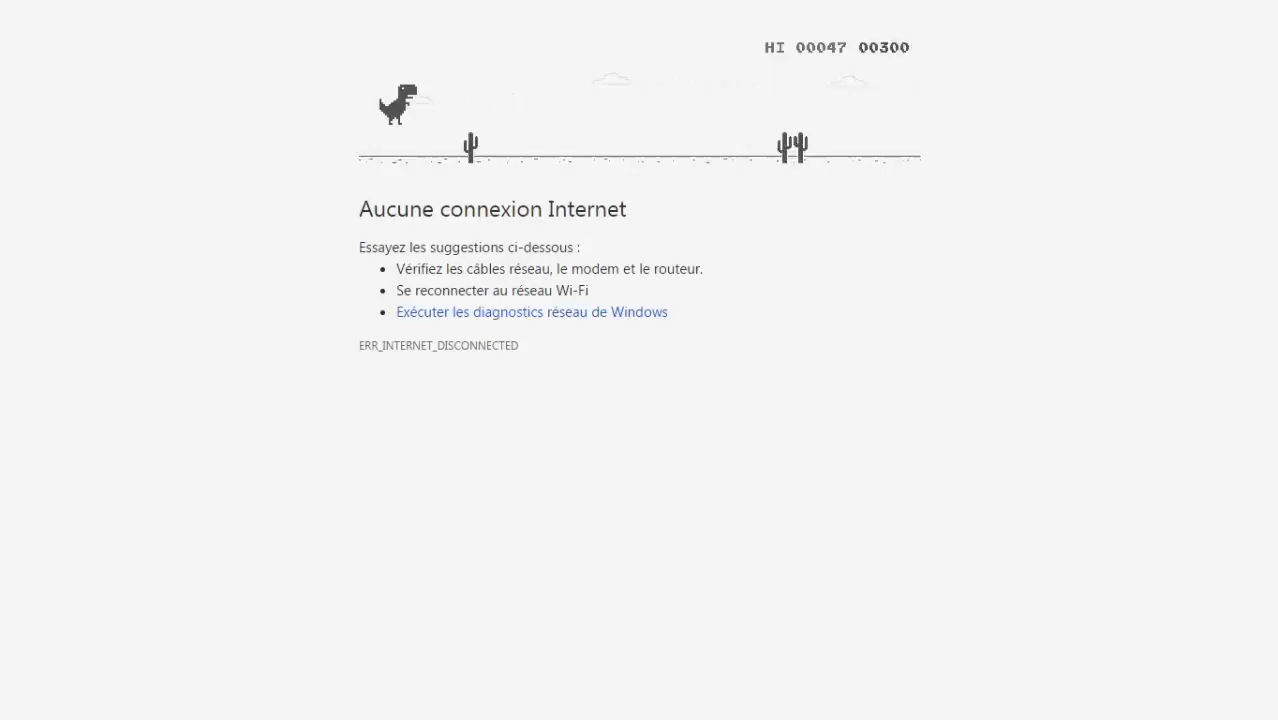 HI 00047 00300
Aucune connexion Internet
Essayez les suggestions ci-dessous :
Vérifiez les câbles réseau, le modem et le routeur.
Se reconnecter au réseau Wi-Fi
Exécuter les diagnostics réseau de Windows
ERR_INTERNET_DISCONNECTED